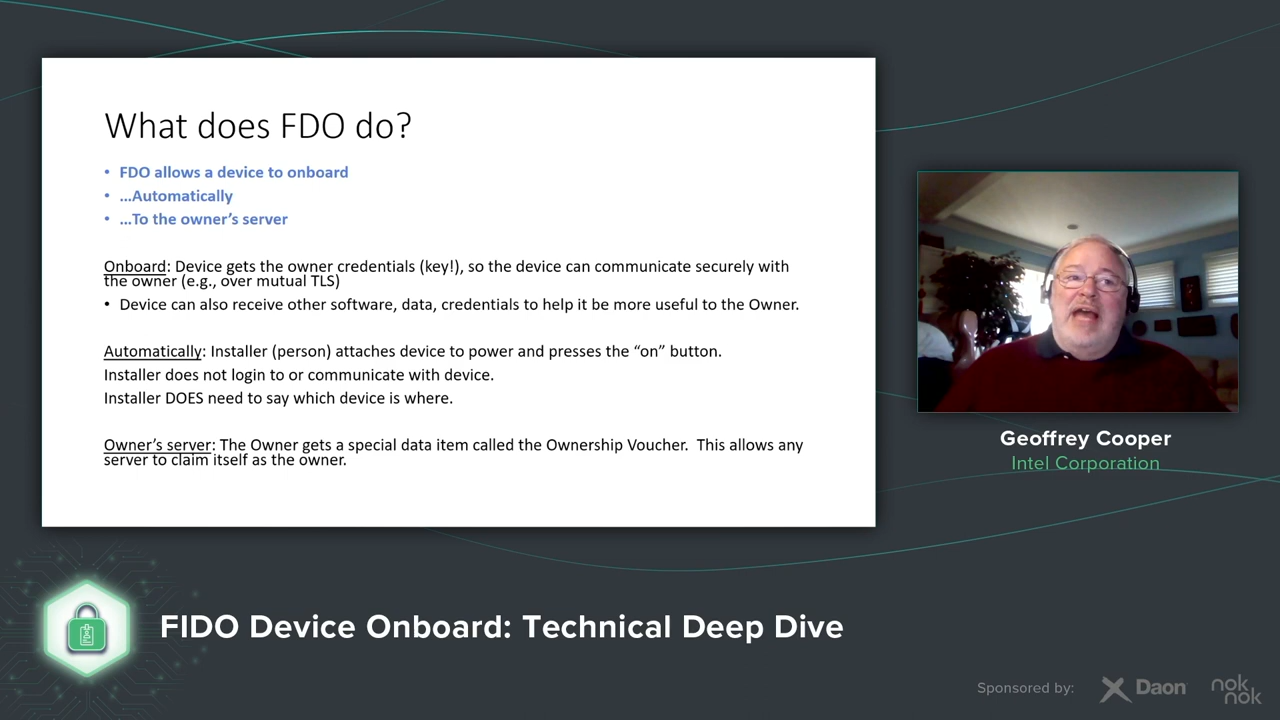 What does FDO do?
• FDO allows a device to onboard
• …Automatically
• …To the owner’s server
Onboard: Device gets the owner credentials (key!), so the device can communicate securely with
the owner (e.g., over mutual TLS)
• Device can also receive other software, data, credentials to help it be more useful to the Owner.
Automatically: Installer (person) attaches device to power and presses the “on” button.
Installer does not login to or communicate with device.
Installer DOES need to say which device is where.
Owner’s server: The Owner gets a special data item called the Ownership Voucher.  This allows any
server to claim itself as the owner.
Geoffrey Cooper
Intel Corporation
FIDO Device Onboard: Technical Deep Dive
Sponsored by:
Daon
nok
nok